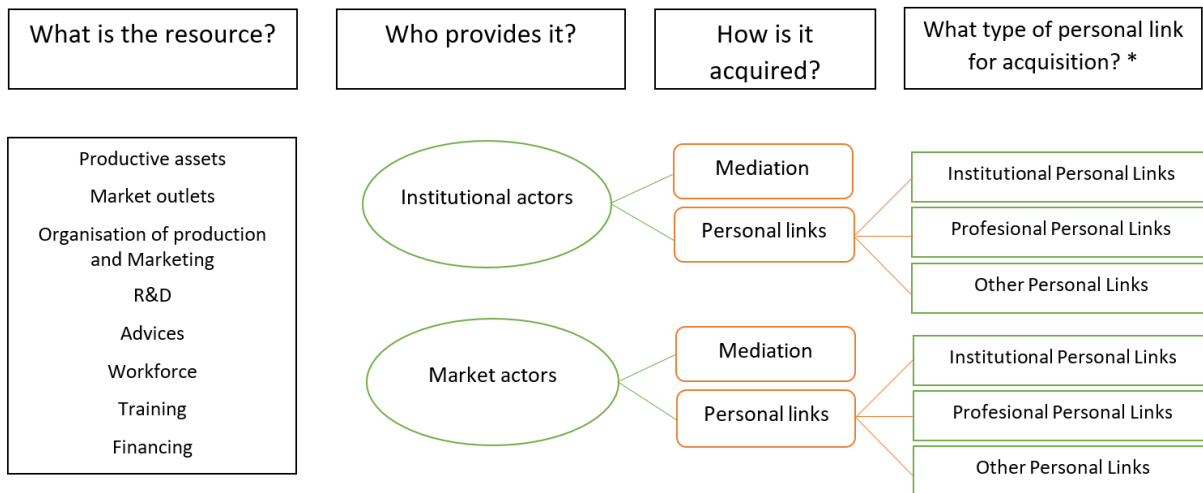 What is the resource?
Who provides it?
How is it
acquired?
What type of personal link
for acquisition? *
Productive assets
Market outlets
Organisation of production
and Marketing
R&D
Advices
Workforce
Training
Financing
Institutional actors
Mediation
Personal links
Institutional Personal Links
Profesional Personal Links
Other Personal Links
Market actors
Mediation
Personal links
Institutional Personal Links
Profesional Personal Links
Other Personal Links